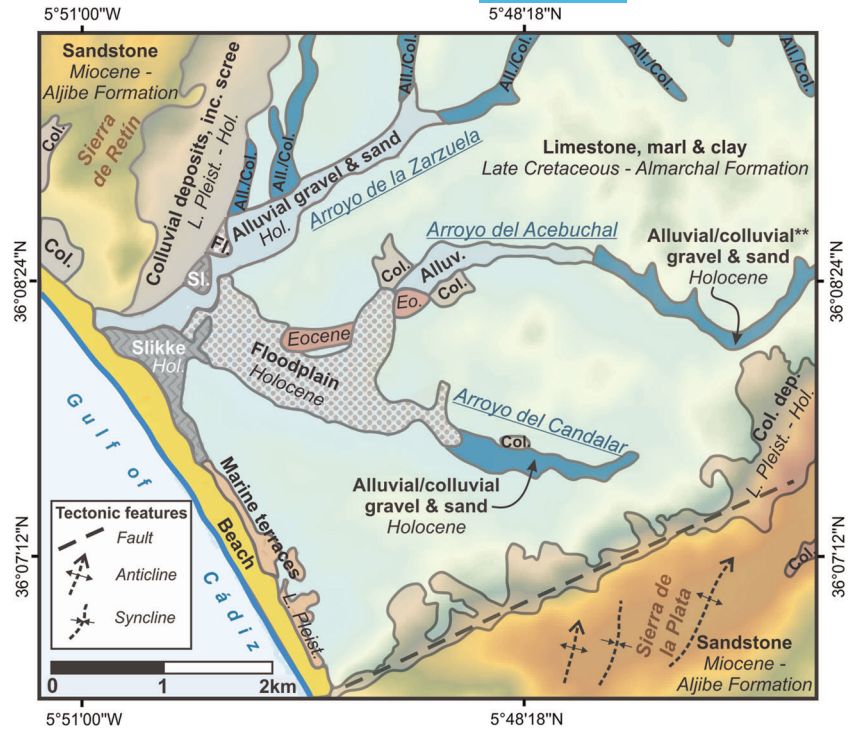 5°51'00"W
5°48'18"N
Sandstone
Miocene -
Aljibe Formation
Col.
Sierra
de Retín
Colluvial deposits, inc. scree
L. Pleist. - Hol.
All./Col.
All./Col.
All./Col.
All./Col.
All./Col.
All./Col.
Alluvial gravel & sand
Hol.
Arroyo de la Zarzuela
Limestone, marl & clay
Late Cretaceous - Almarchal Formation
36°08'24"N
36°08'24"N
Col.
Fl.
Sl.
Arroyo del Acebuchal
Alluv.
Col.
Eo.
Col.
Alluvial/colluvial**
gravel & sand
Holocene
Slikke
Hol.
Eocene
Floodplain
Holocene
Arroyo del Candalar
Col.
Alluvial/colluvial
gravel & sand
Holocene
Col. dep.
L. Pleist. - Hol.
Gulf of
Cádiz
Marine terraces
L. Pleist.
Beach
Tectonic features
Fault
Anticline
Syncline
36°07'12"N
36°07'12"N
Col.
Sierra de
la Plata
Sandstone
Miocene -
Aljibe Formation
0 1 2km
5°51'00"W
5°48'18"N